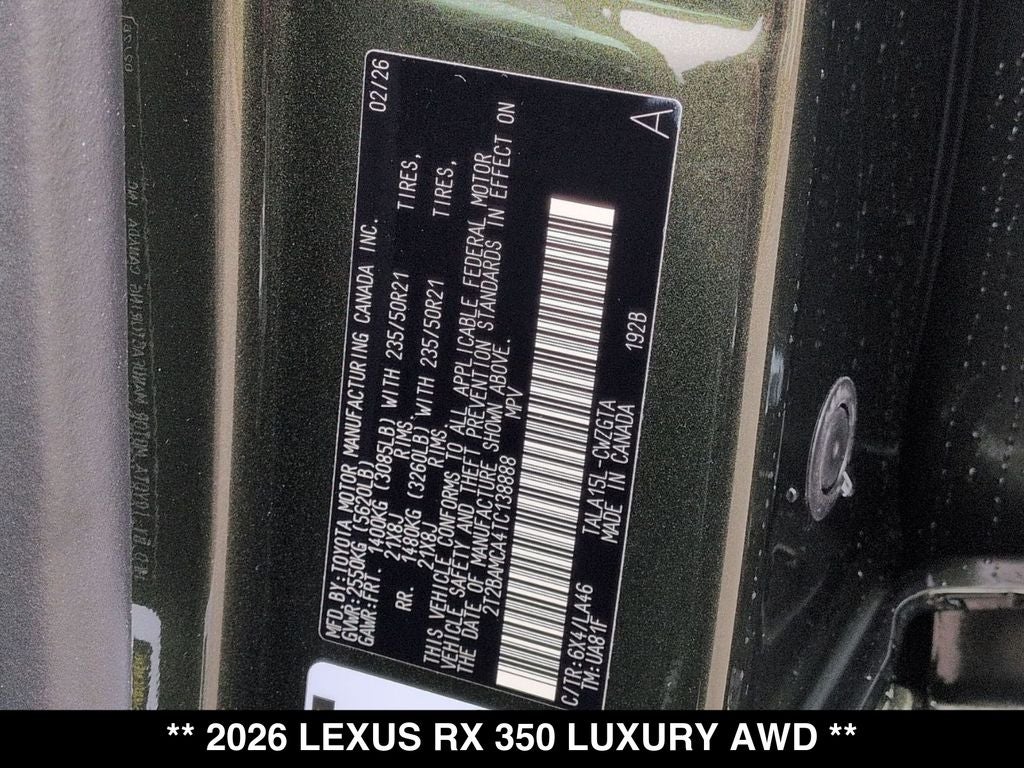 MFD. BY: TOYOTA MOTOR MANUFACTURING CANADA INC. 02/26
GVWR: 2550KG (5620LB)
GAWR: FRT. 1400KG (3085LB) WITH 235/50R21 TIRES,
21X8J RIMS,
RR. 1480KG (3260LB) WITH 235/50R21 TIRES,
21X8J RIMS.
THIS VEHICLE CONFORMS TO ALL APPLICABLE FEDERAL MOTOR
VEHICLE SAFETY AND THEFT PREVENTION STANDARDS IN EFFECT ON
THE DATE OF MANUFACTURE SHOWN ABOVE.
2T2BAMCA4TC138888 MPV
C/TR: 6X4/LA46 TALA15L-CWZGTA 192B
TM: UA81F MADE IN CANADA
A
** 2026 LEXUS RX 350 LUXURY AWD **